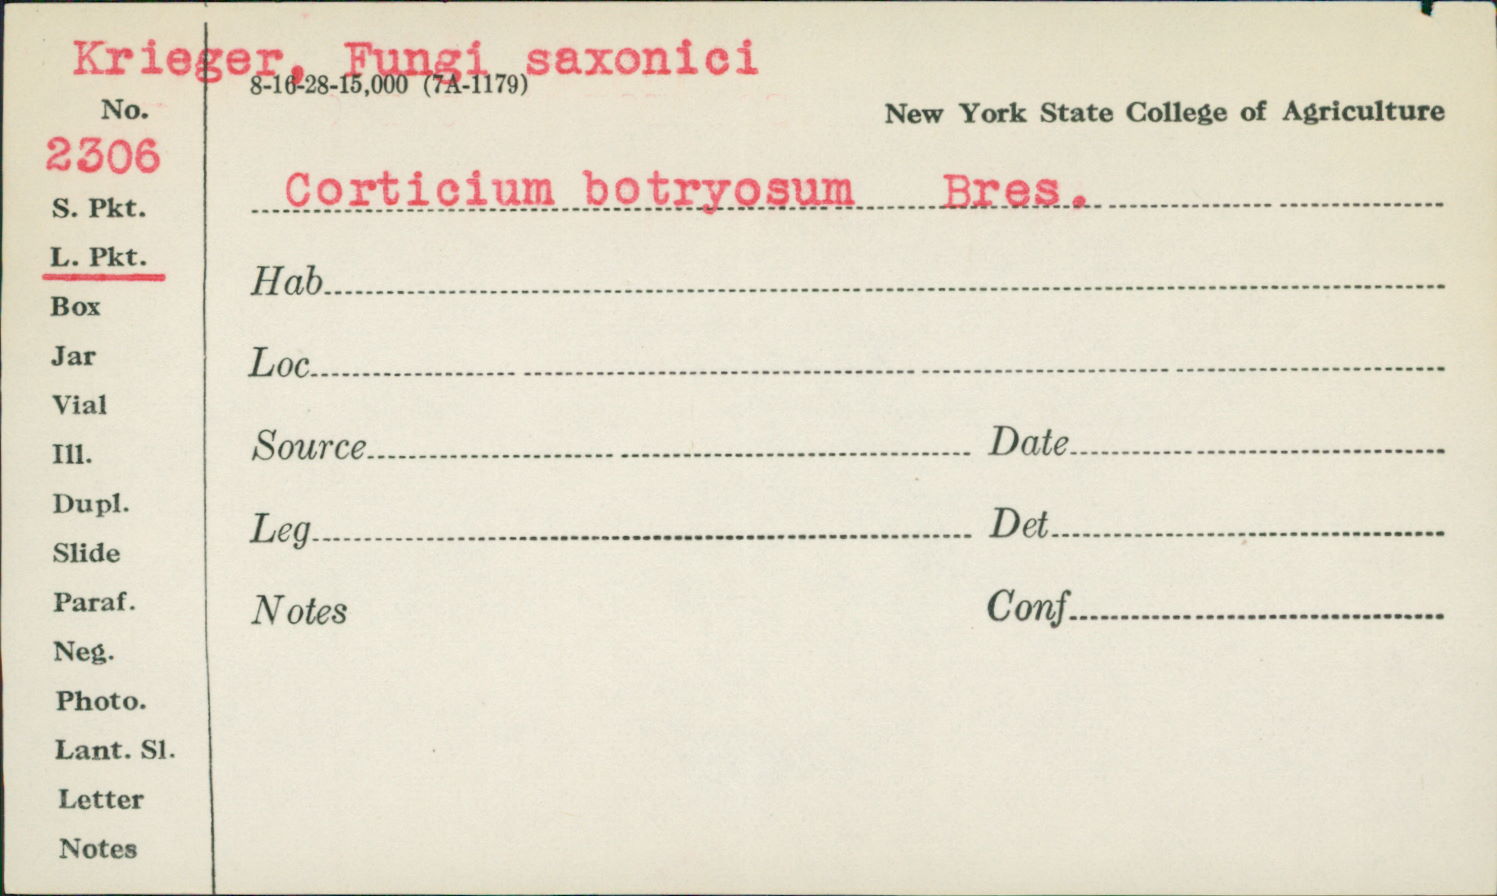 Krieger, Fungi saxonici
8-16-28-15,000 (7A-1179)
No.
New York State College of Agriculture
2306
Corticium botryosum Bres.
S. Pkt.
L. Pkt.
Hab
Box
Jar
Loc
Vial
Source Date
Ill.
Dupl.
Leg Det
Slide
Paraf.
Notes Conf
Neg.
Photo.
Lant. Sl.
Letter
Notes